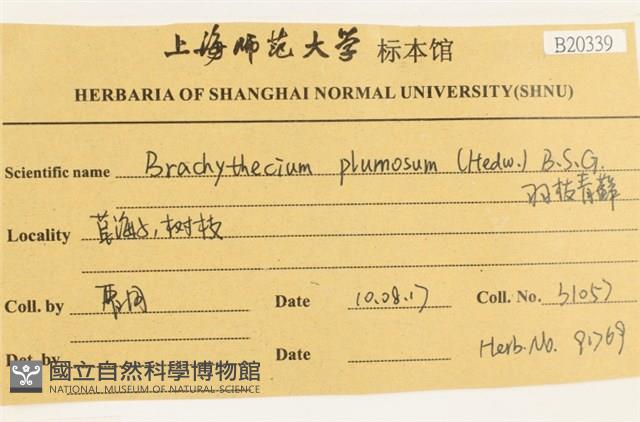 上海师范大学 标本馆
B20339
HERBARIA OF SHANGHAI NORMAL UNIVERSITY(SHNU)
Scientific name Brachythecium plumosum (Hedw.) B.S.G.
羽枝青藓
Locality 海子, 树枝
Coll. by
Date 10.08.17
Coll. No. 31057
Det. by
Date
Herb. No. 91769
國立自然科學博物館
NATIONAL MUSEUM OF NATURAL SCIENCE